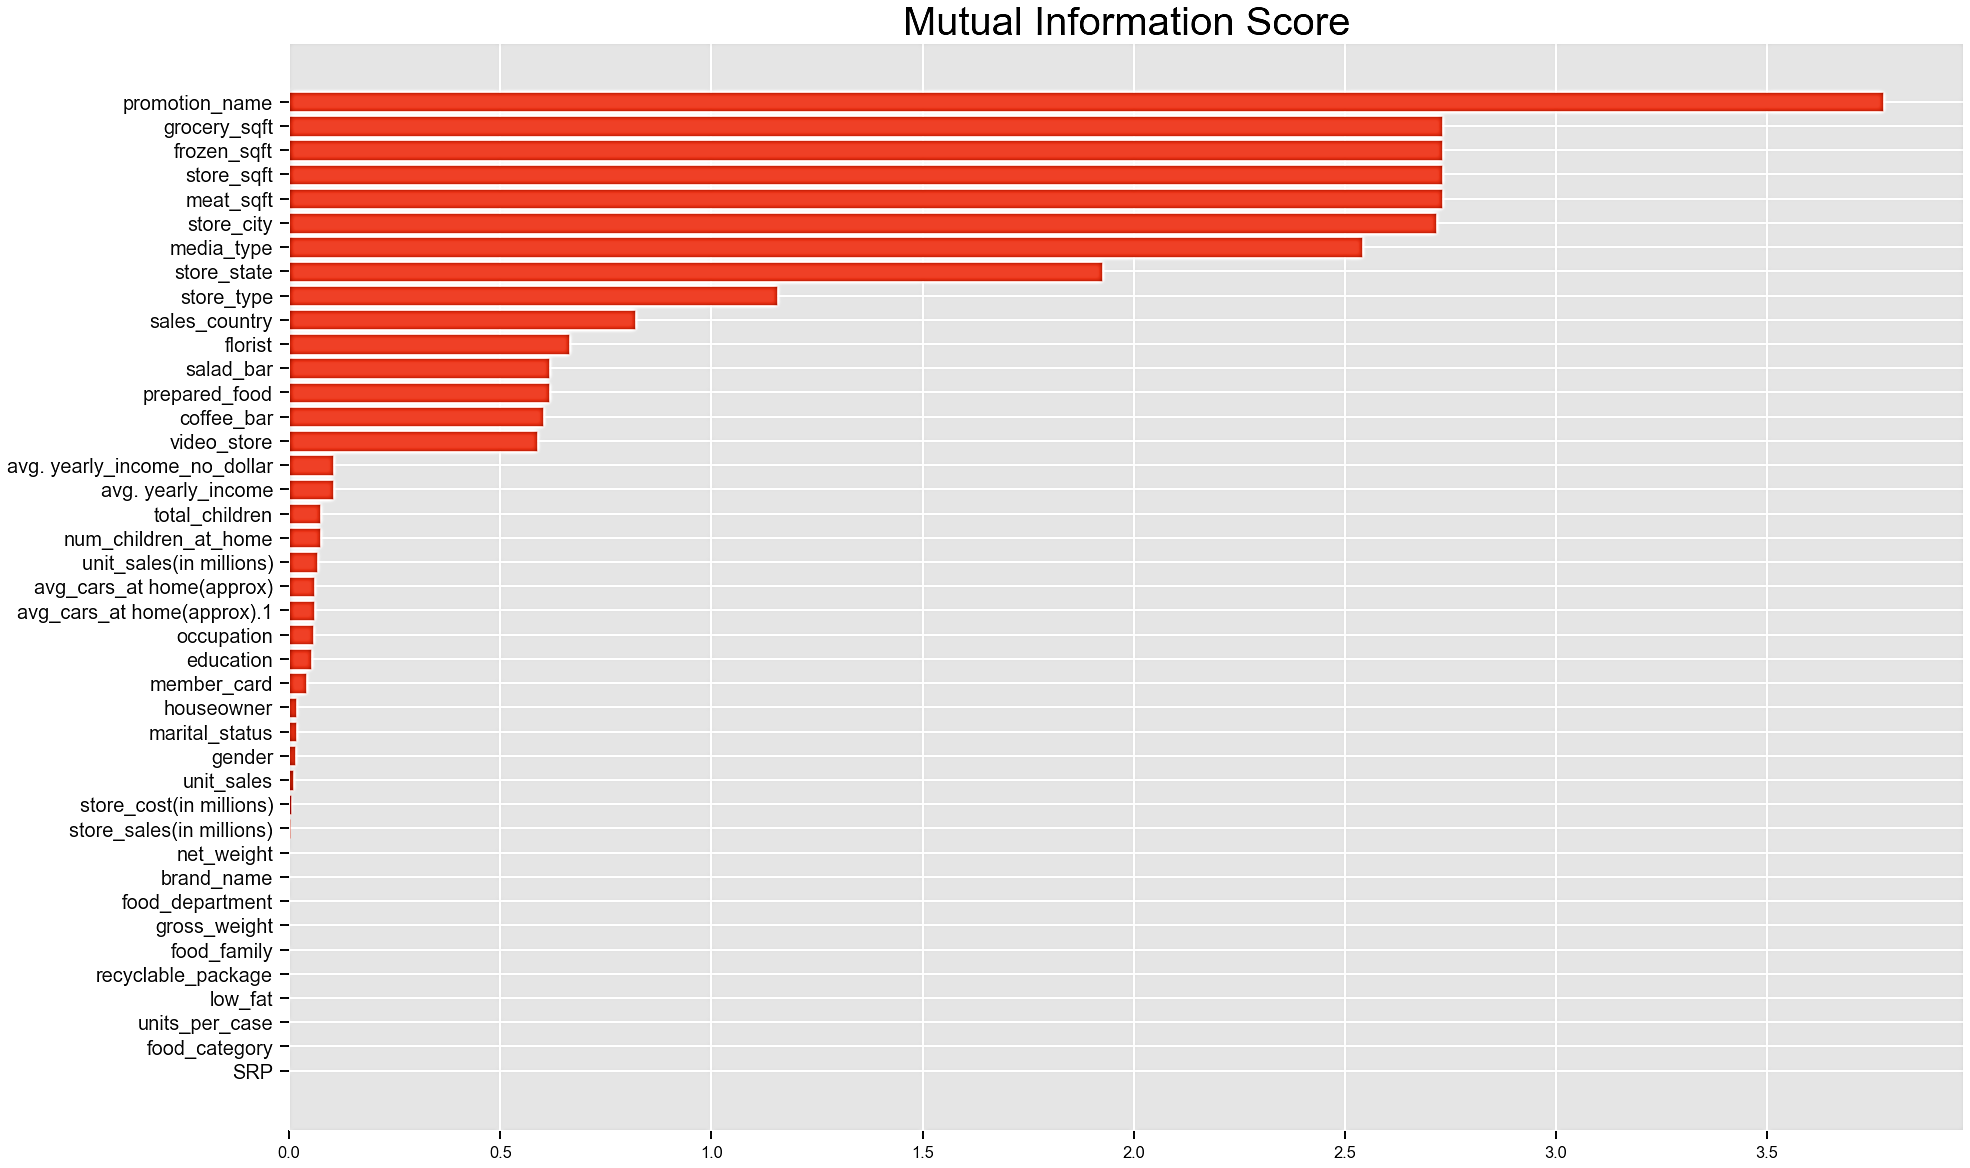 Mutual Information Score
promotion_name
grocery_sqft
frozen_sqft
store_sqft
meat_sqft
store_city
media_type
store_state
store_type
sales_country
florist
salad_bar
prepared_food
coffee_bar
video_store
avg. yearly_income_no_dollar
avg. yearly_income
total_children
num_children_at_home
unit_sales(in millions)
avg_cars_at home(approx)
avg_cars_at home(approx).1
occupation
education
member_card
houseowner
marital_status
gender
unit_sales
store_cost(in millions)
store_sales(in millions)
net_weight
brand_name
food_department
gross_weight
food_family
recyclable_package
low_fat
units_per_case
food_category
SRP
0.0 0.5 1.0 1.5 2.0 2.5 3.0 3.5